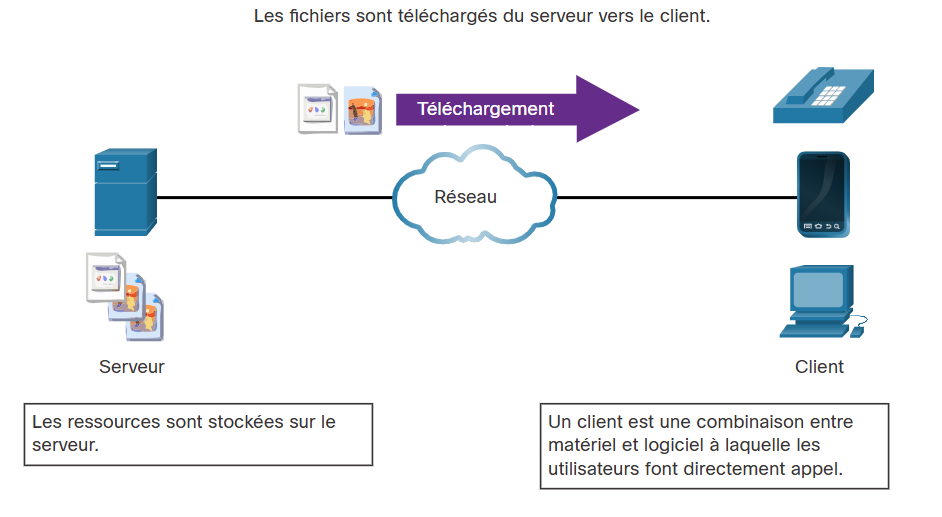 Les fichiers sont téléchargés du serveur vers le client.
Téléchargement
Réseau
Serveur
Client
Les ressources sont stockées sur le
serveur.
Un client est une combinaison entre
matériel et logiciel à laquelle les
utilisateurs font directement appel.